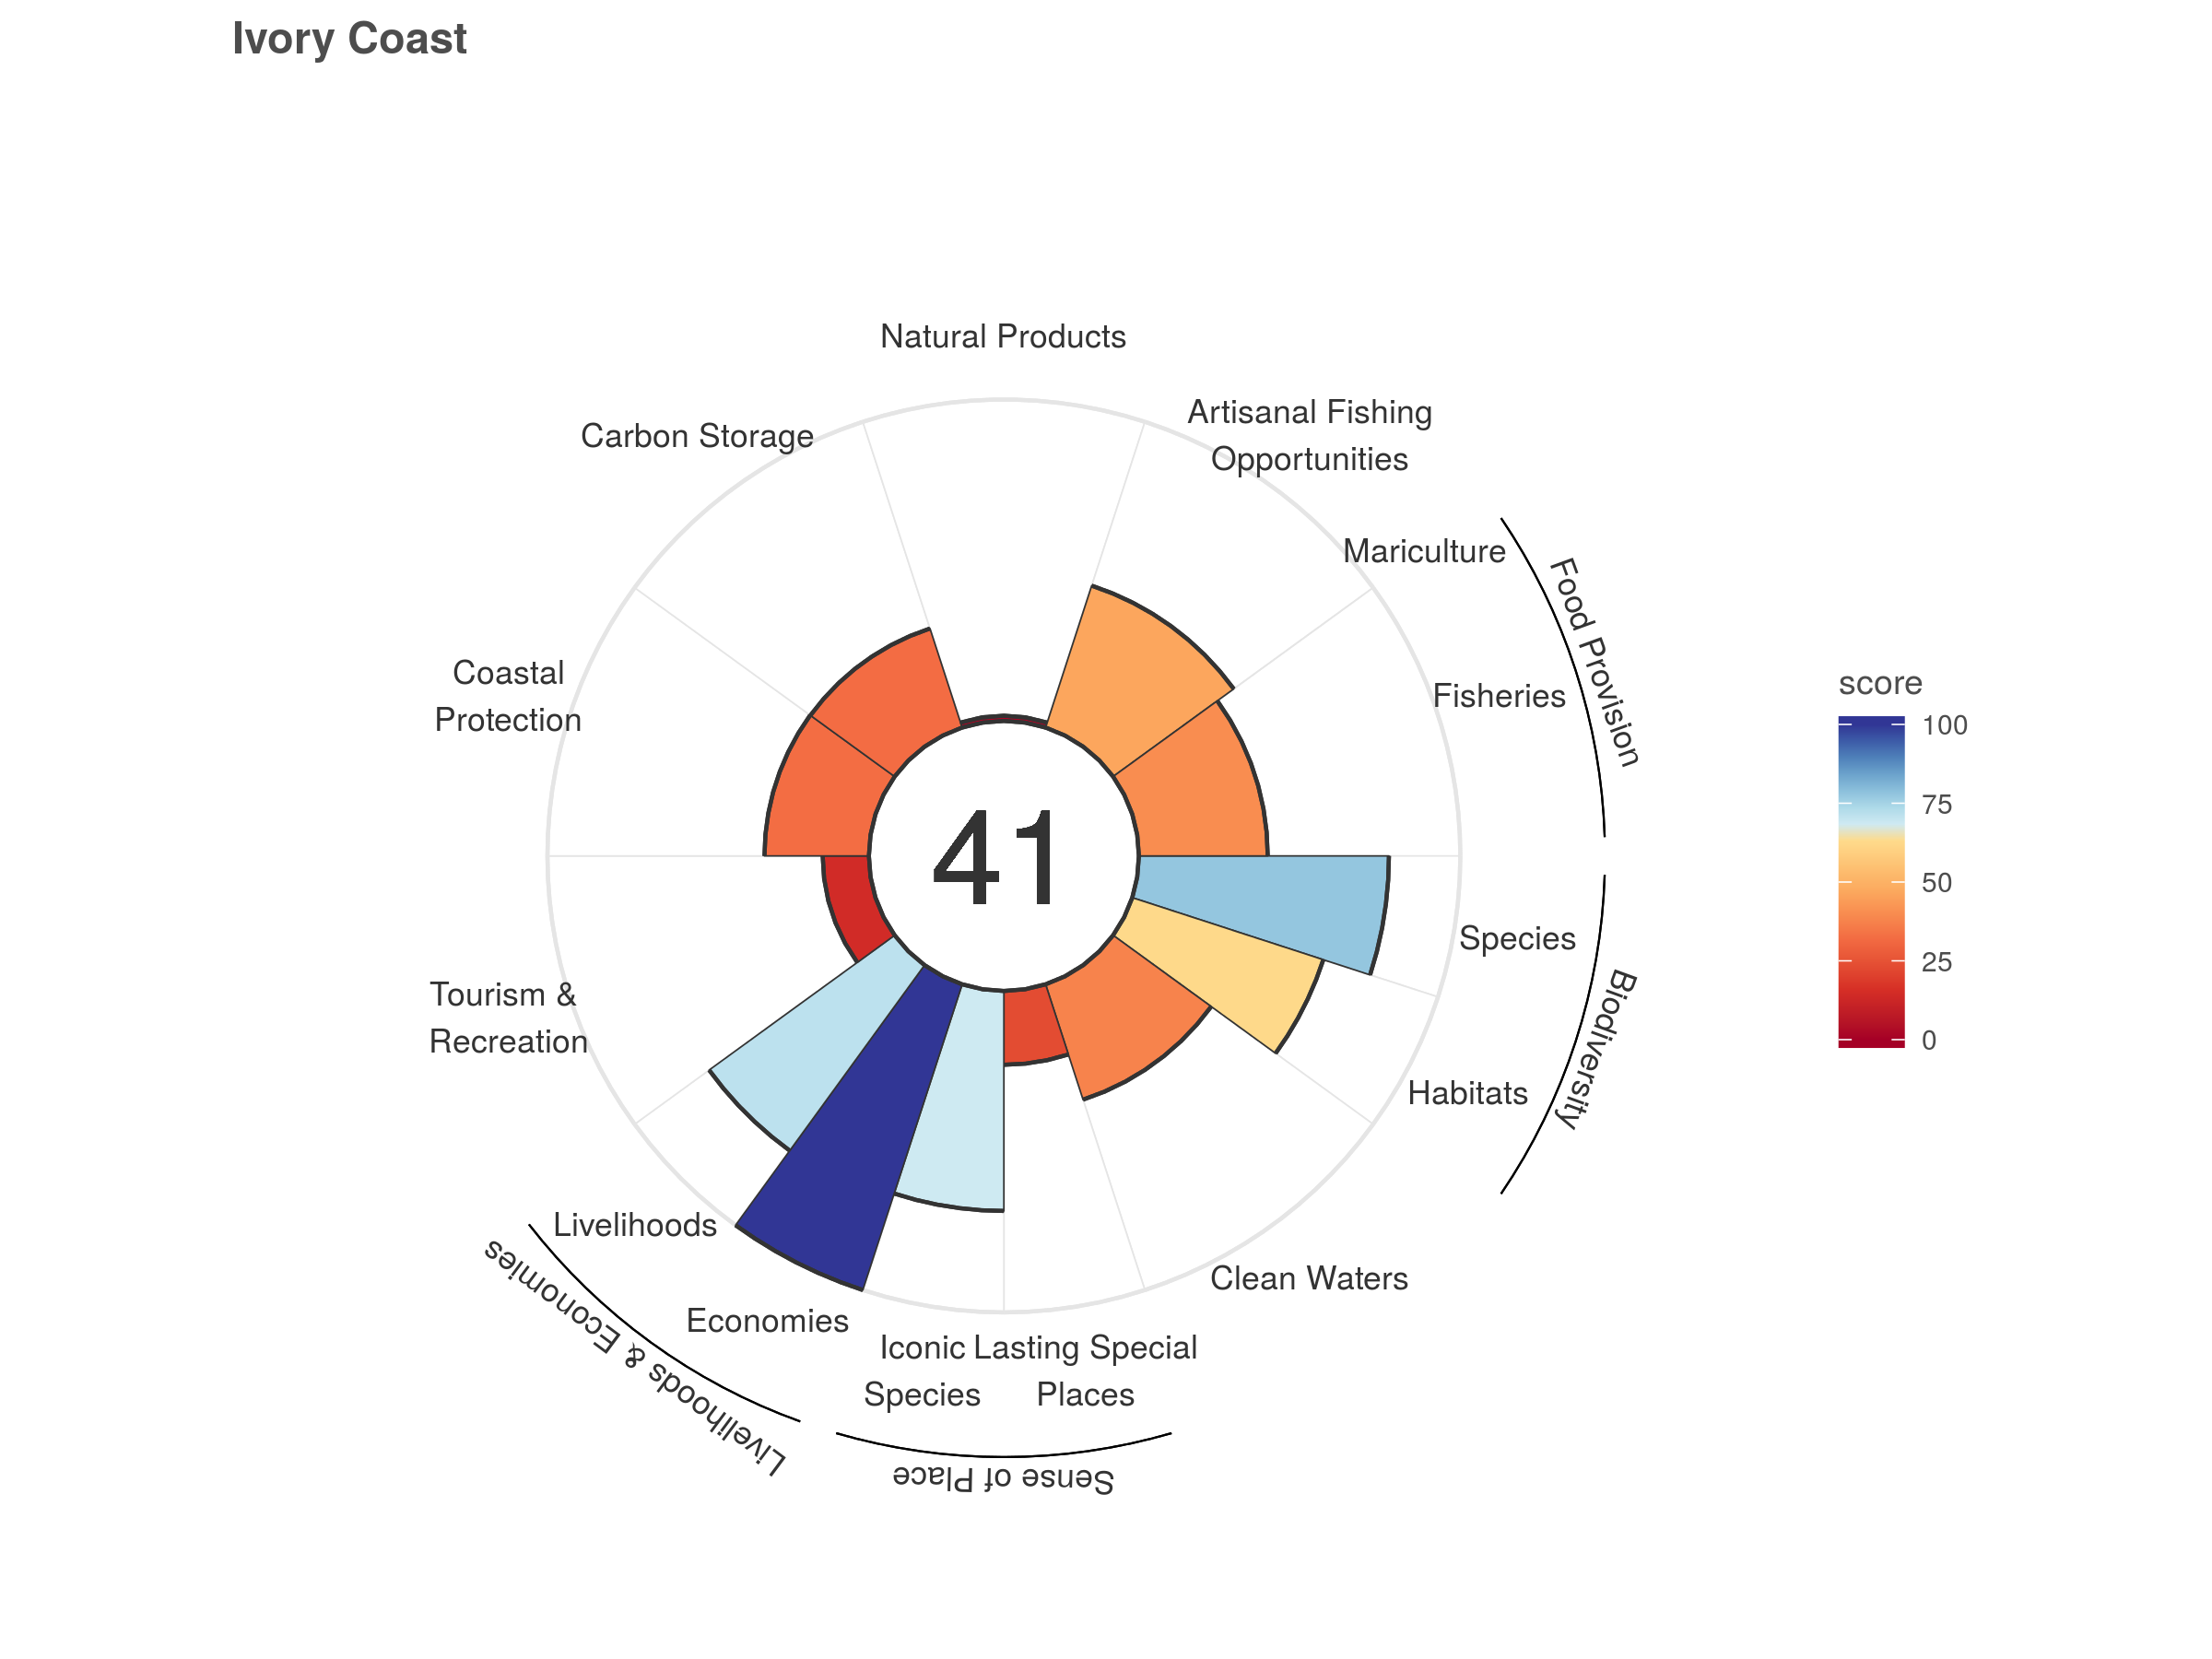 Ivory Coast
Natural Products
Artisanal Fishing
Opportunities
Carbon Storage
Mariculture
Food Provision
Fisheries
Coastal
Protection
score
100
75
50
25
0
41
Species
Biodiversity
Tourism &
Recreation
Habitats
Livelihoods
Clean Waters
Economies
Livelihoods & Economies
Iconic
Species
Lasting Special
Places
Sense of Place